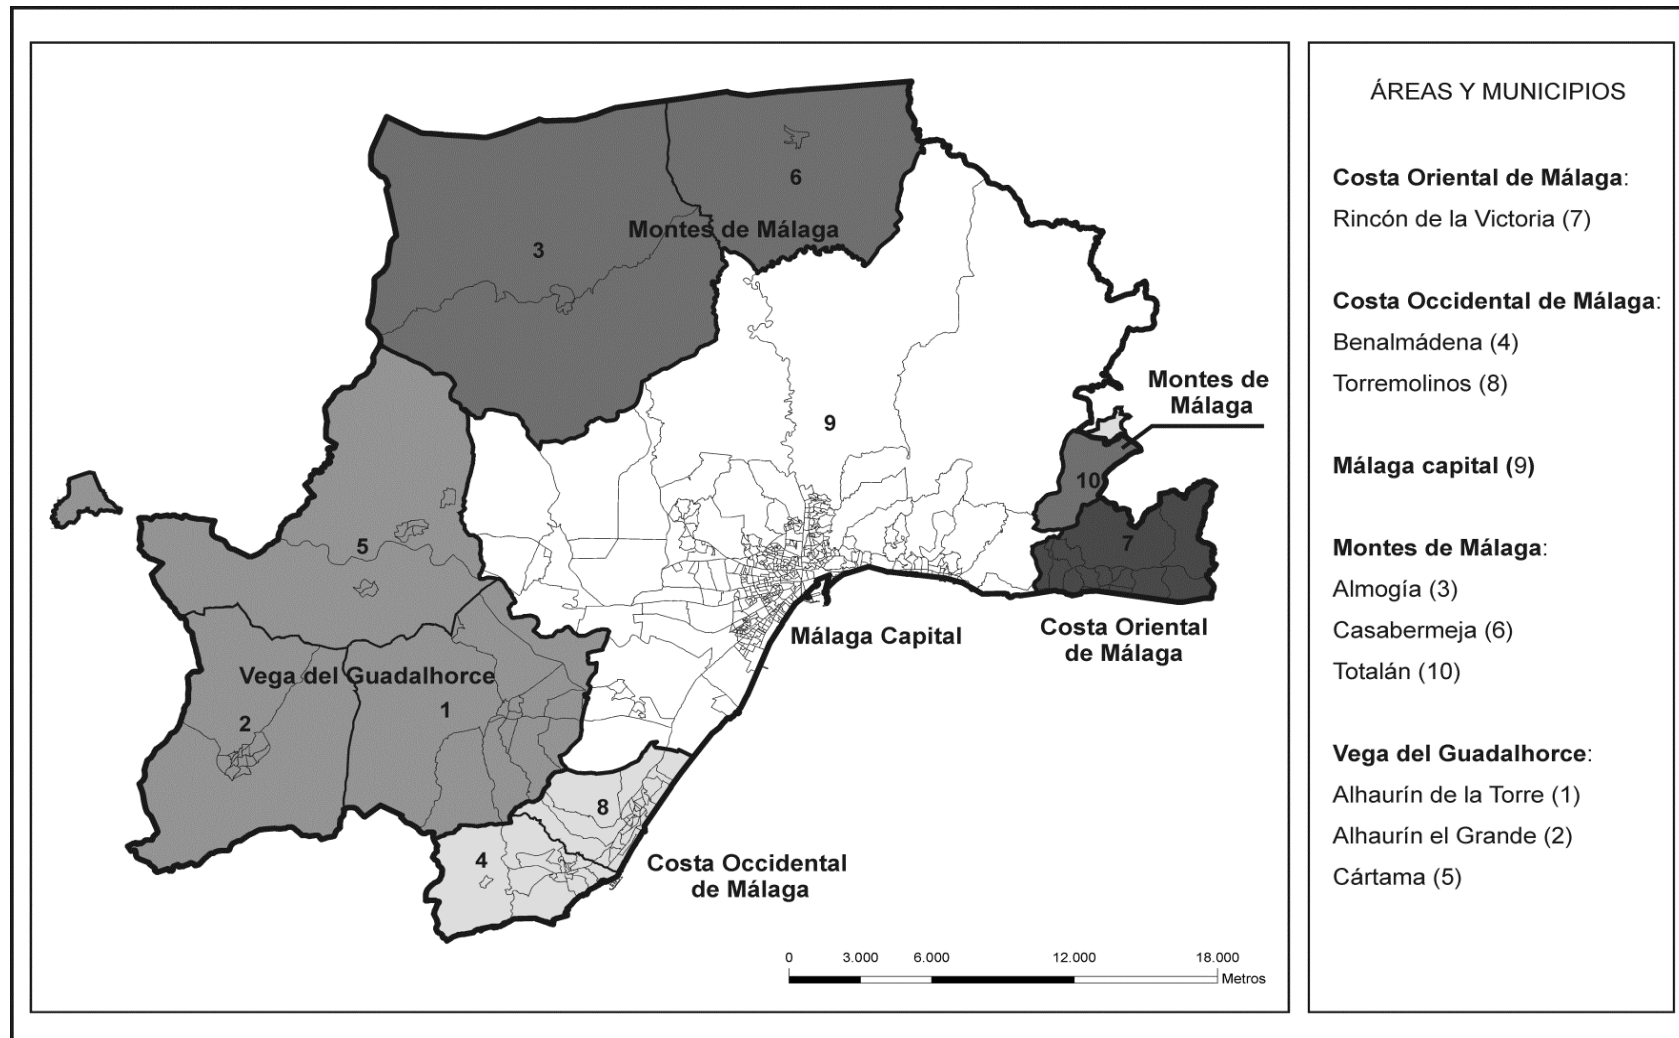 6
3
Montes de Málaga
9
Montes de
Málaga
10
7
5
Málaga Capital
Costa Oriental
de Málaga
Vega del Guadalhorce
1
2
8
4
Costa Occidental
de Málaga
0 3.000 6.000 12.000 18.000
Metros
ÁREAS Y MUNICIPIOS
Costa Oriental de Málaga:
Rincón de la Victoria (7)
Costa Occidental de Málaga:
Benalmádena (4)
Torremolinos (8)
Málaga capital (9)
Montes de Málaga:
Almogía (3)
Casabermeja (6)
Totalán (10)
Vega del Guadalhorce:
Alhaurín de la Torre (1)
Alhaurín el Grande (2)
Cártama (5)